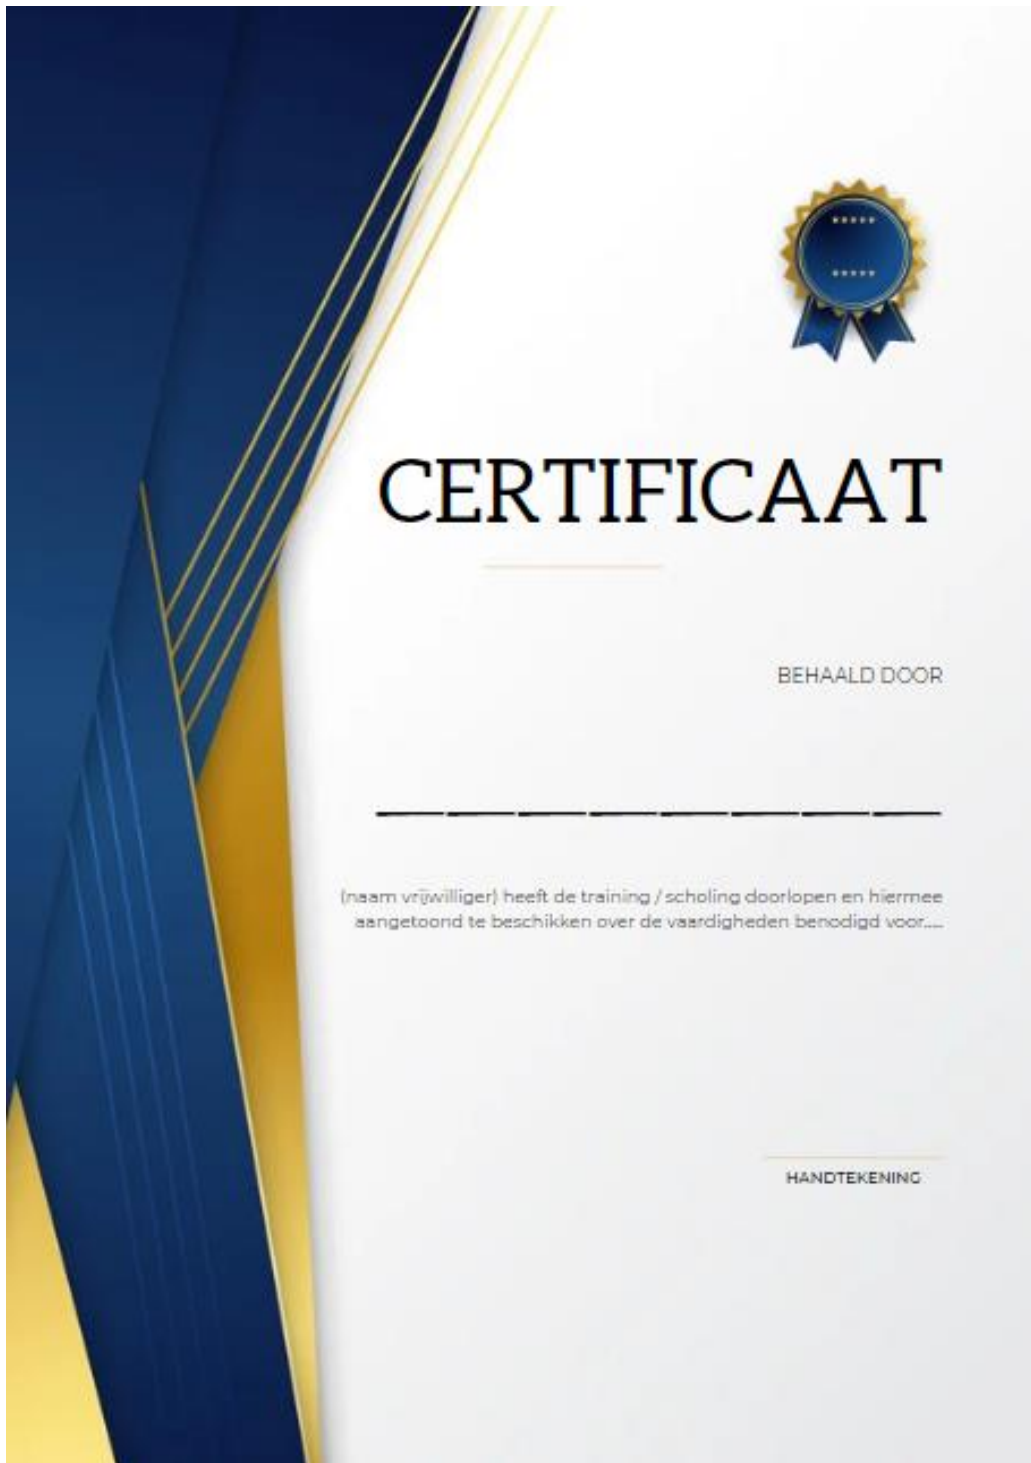 CERTIFICAAT
BEHAALD DOOR
(naam vrijwilliger) heeft de training / scholing doorlopen en hiermee
aangetoond te beschikken over de vaardigheden benodigd voor.....
HANDTEKENING